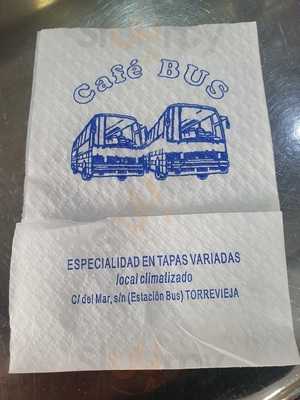 Café BUS
ESPECIALIDAD EN TAPAS VARIADAS
local climatizado
C/ del Mar, s/n (Estación Bus) TORREVIEJA